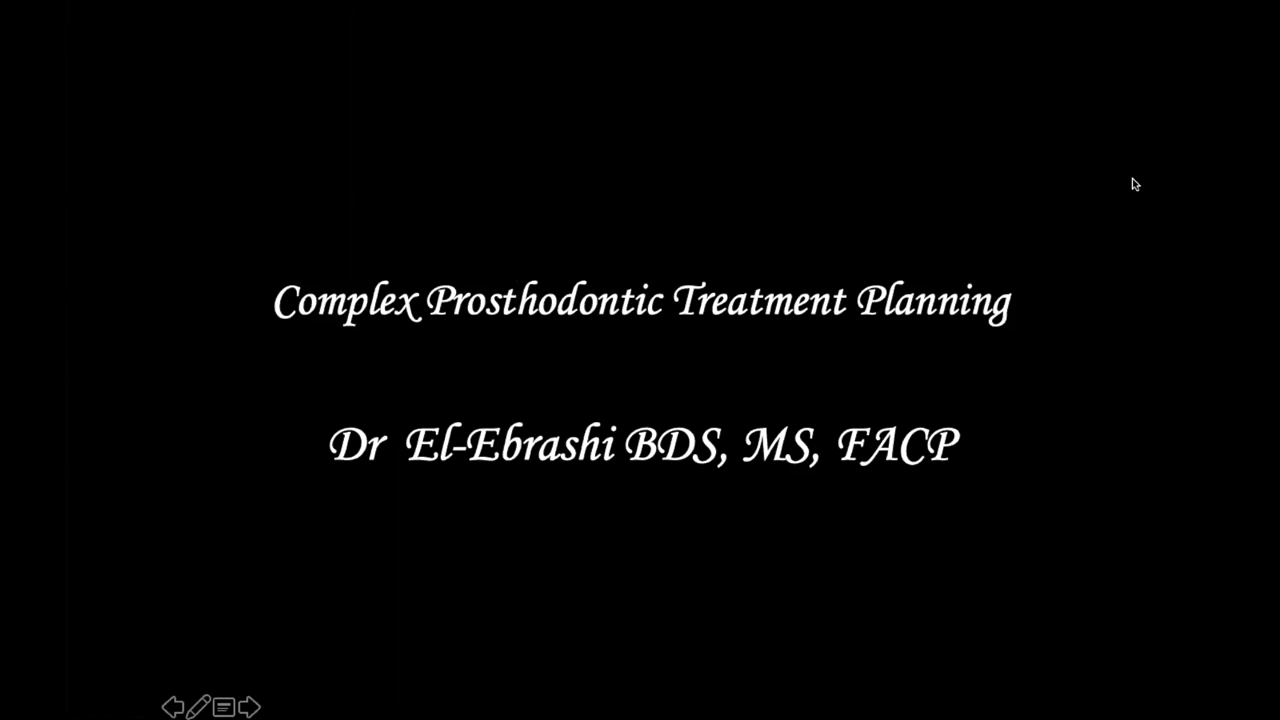 Complex Prosthodontic Treatment Planning
Dr El-Ebrashi BDS, MS, FACP